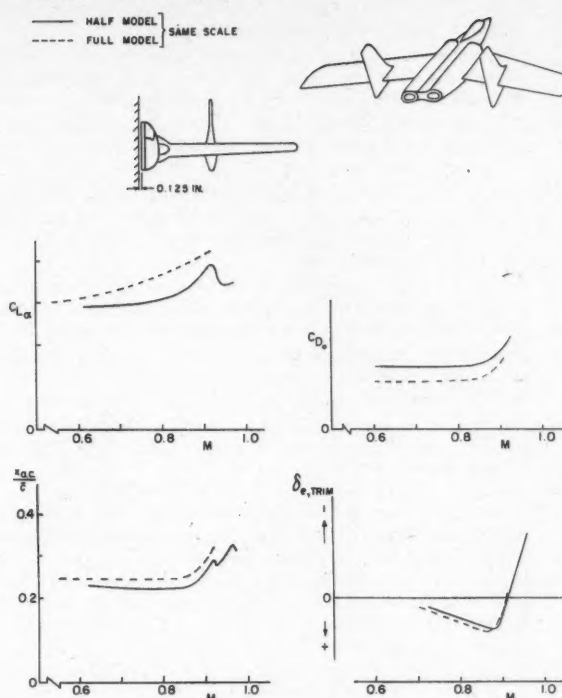 HALF MODEL
FULL MODEL
SAME SCALE
0.125 IN.
C_Lα
0
0.6
0.8
1.0
M
C_D₀
0
0.6
0.8
1.0
M
x a.c.
c̄
0.4
0.2
0
0.6
0.8
1.0
M
δe,TRIM
-
0
+
0.6
0.8
1.0
M